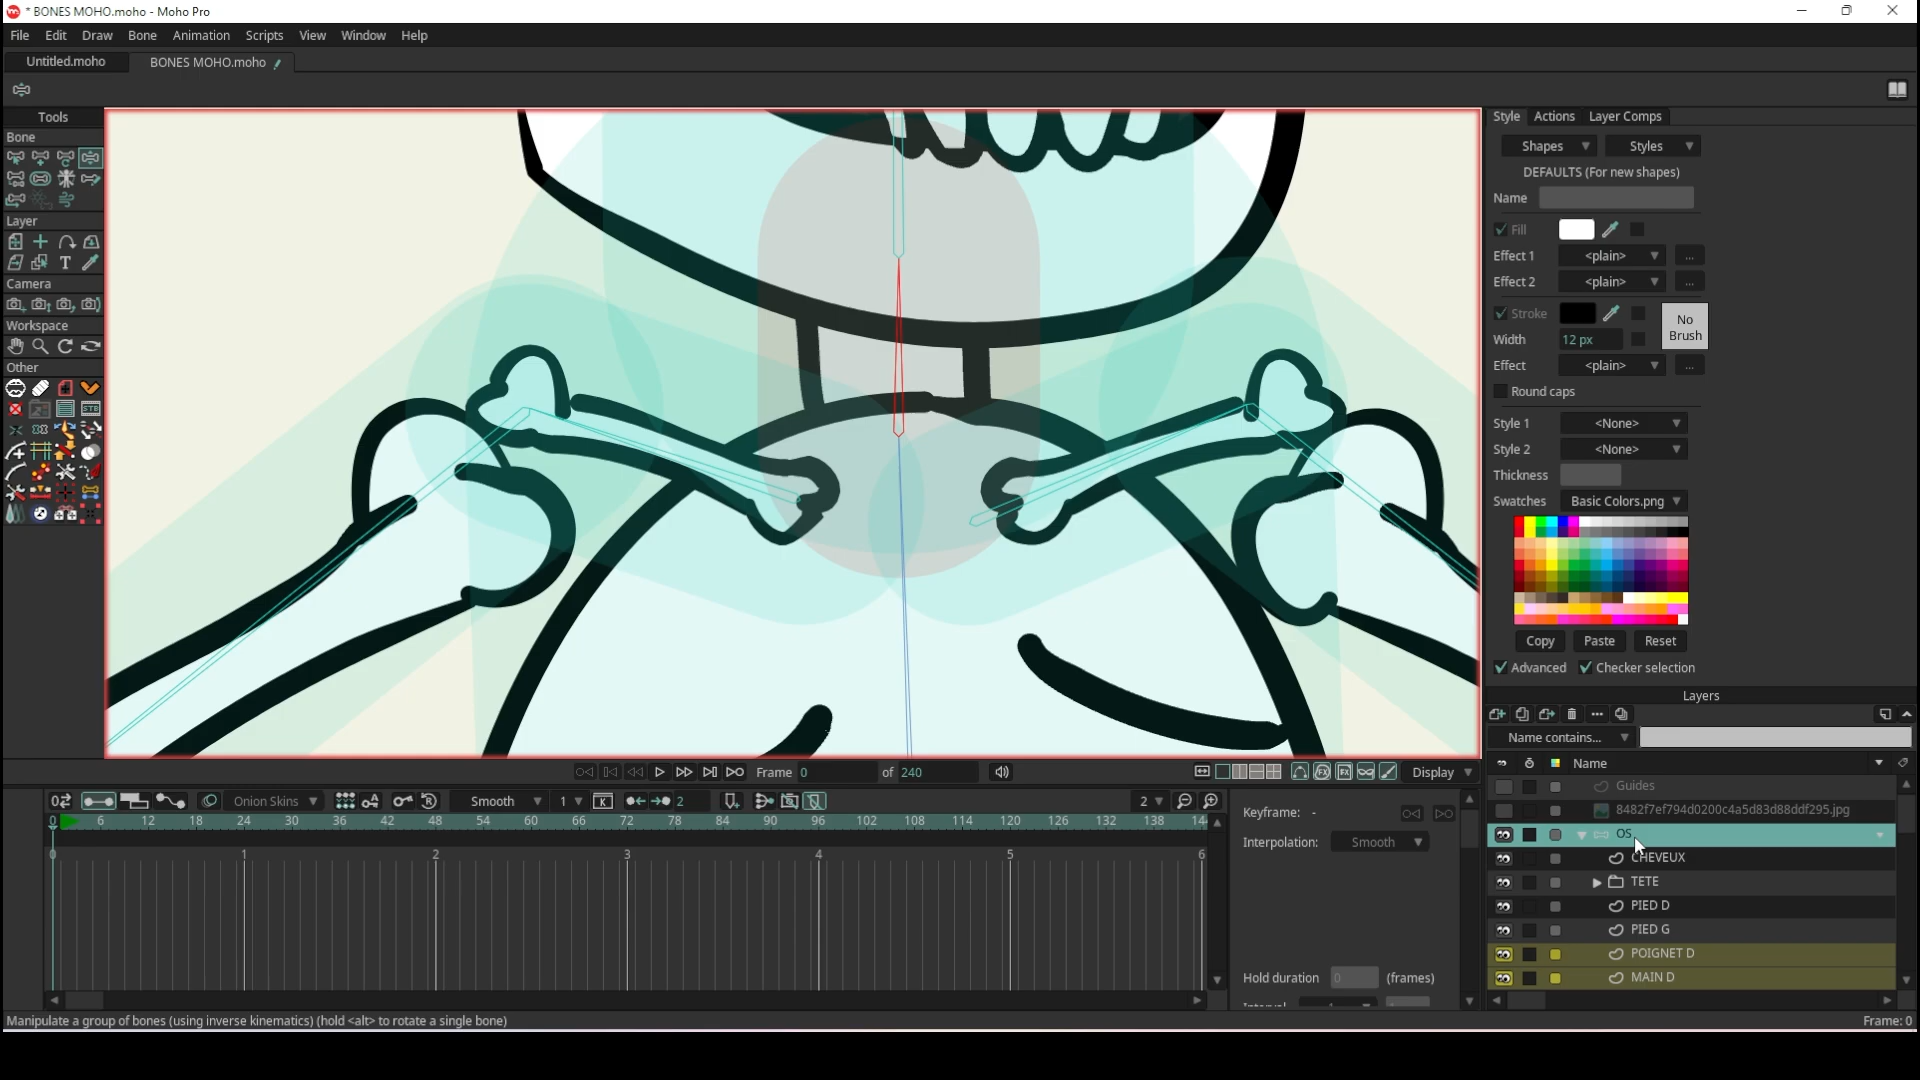 * BONES MOHO.moho - Moho Pro
File Edit Draw Bone Animation Scripts View Window Help
Untitled.moho BONES MOHO.moho
Tools
Bone
Layer
Camera
Workspace
Other
STB
Style Actions Layer Comps
Shapes Styles
DEFAULTS (For new shapes)
Name
Fill
Effect 1 <plain> ...
Effect 2 <plain> ...
Stroke
No Brush
Width 12 px
Effect <plain> ...
Round caps
Style 1 <None>
Style 2 <None>
Thickness
Swatches Basic Colors.png
Copy Paste Reset
Advanced Checker selection
Layers
Name contains...
Name
Guides
8482f7ef794d0200c4a5d83d88ddf295.jpg
OS
CHEVEUX
TETE
PIED D
PIED G
POIGNET D
MAIN D
Frame 0 of 240
Display
Onion Skins Smooth 1 2 2
0 6 12 18 24 30 36 42 48 54 60 66 72 78 84 90 96 102 108 114 120 126 132 138 14
0 1 2 3 4 5 6
Keyframe: -
Interpolation: Smooth
Hold duration 0 (frames)
Manipulate a group of bones (using inverse kinematics) (hold <alt> to rotate a single bone)
Frame: 0